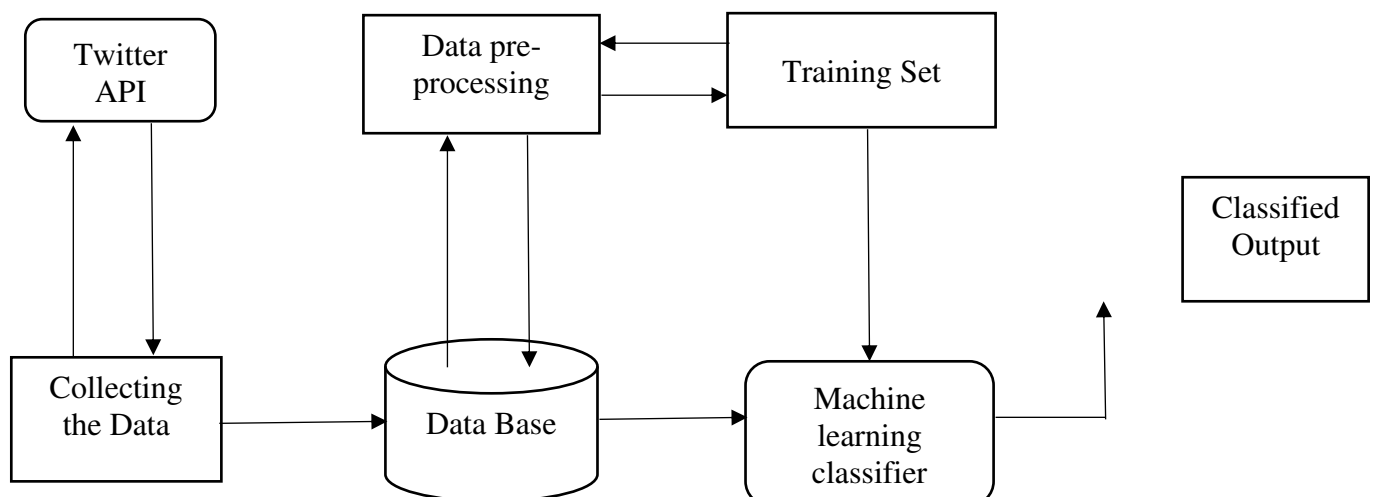 Twitter
API
Data pre-
processing
Training Set
Classified
Output
Collecting
the Data
Data Base
Machine
learning
classifier